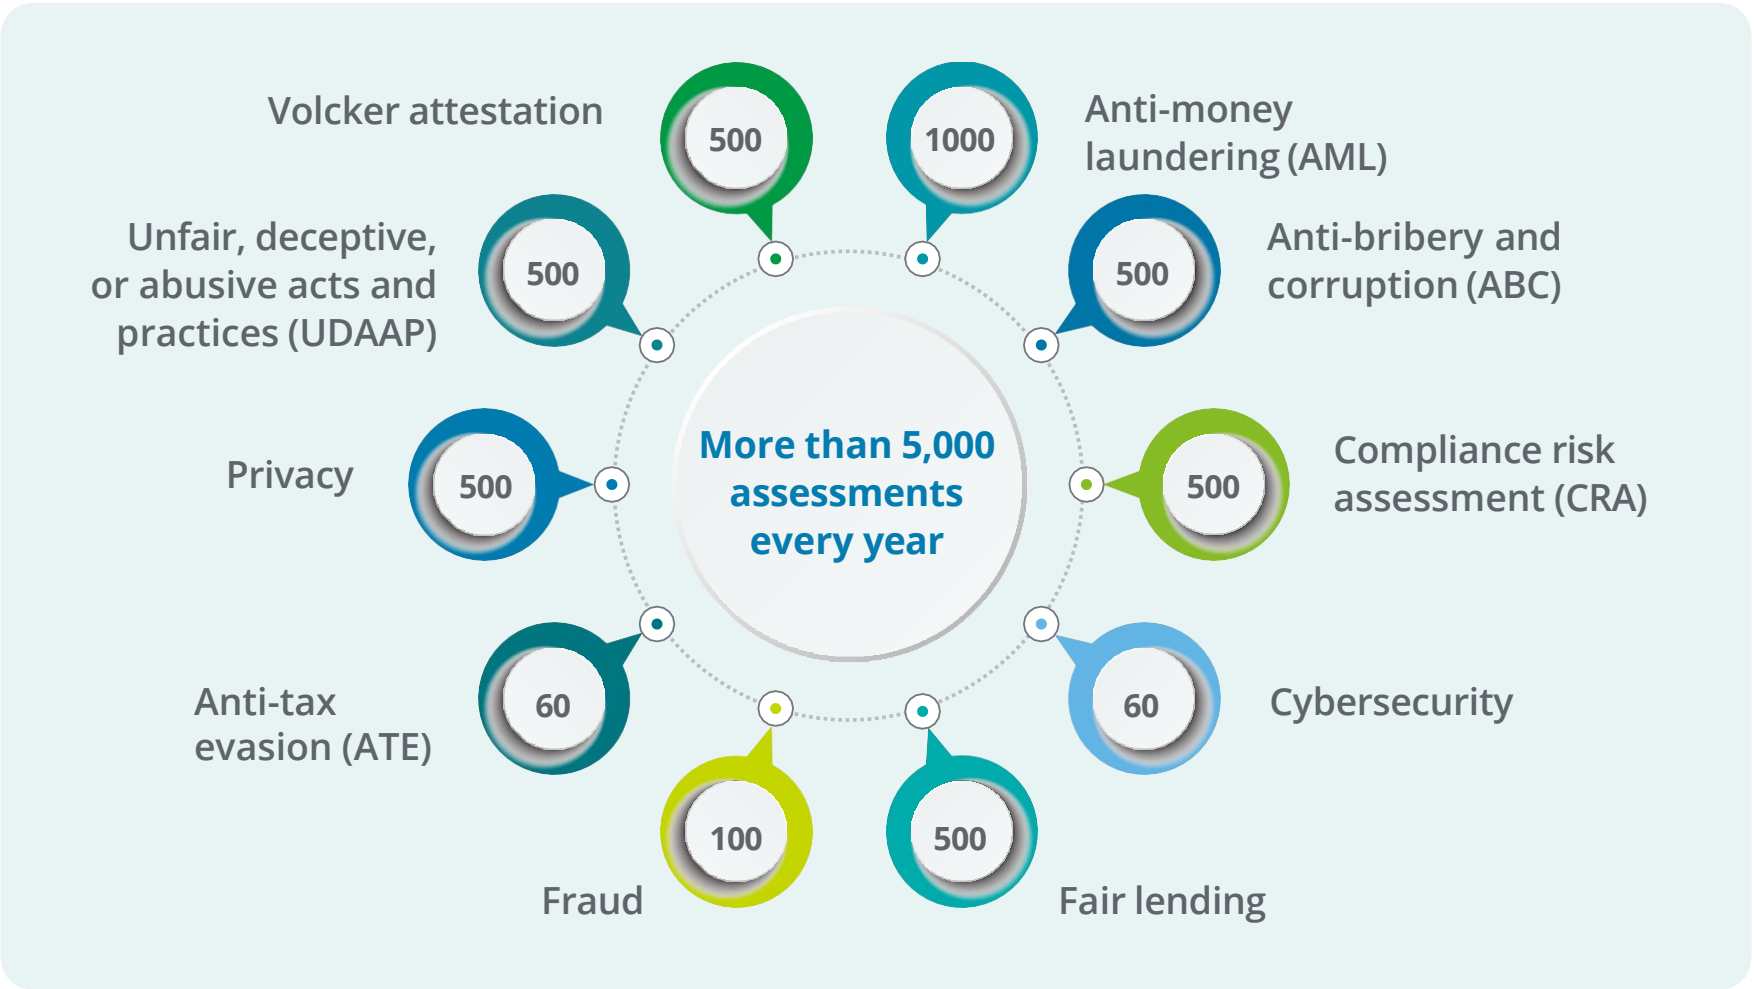 Volcker attestation
500
1000
Anti-money
laundering (AML)
Unfair, deceptive,
or abusive acts and
practices (UDAAP)
500
500
Anti-bribery and
corruption (ABC)
Privacy
500
More than 5,000
assessments
every year
500
Compliance risk
assessment (CRA)
Anti-tax
evasion (ATE)
60
60
Cybersecurity
Fraud
100
500
Fair lending